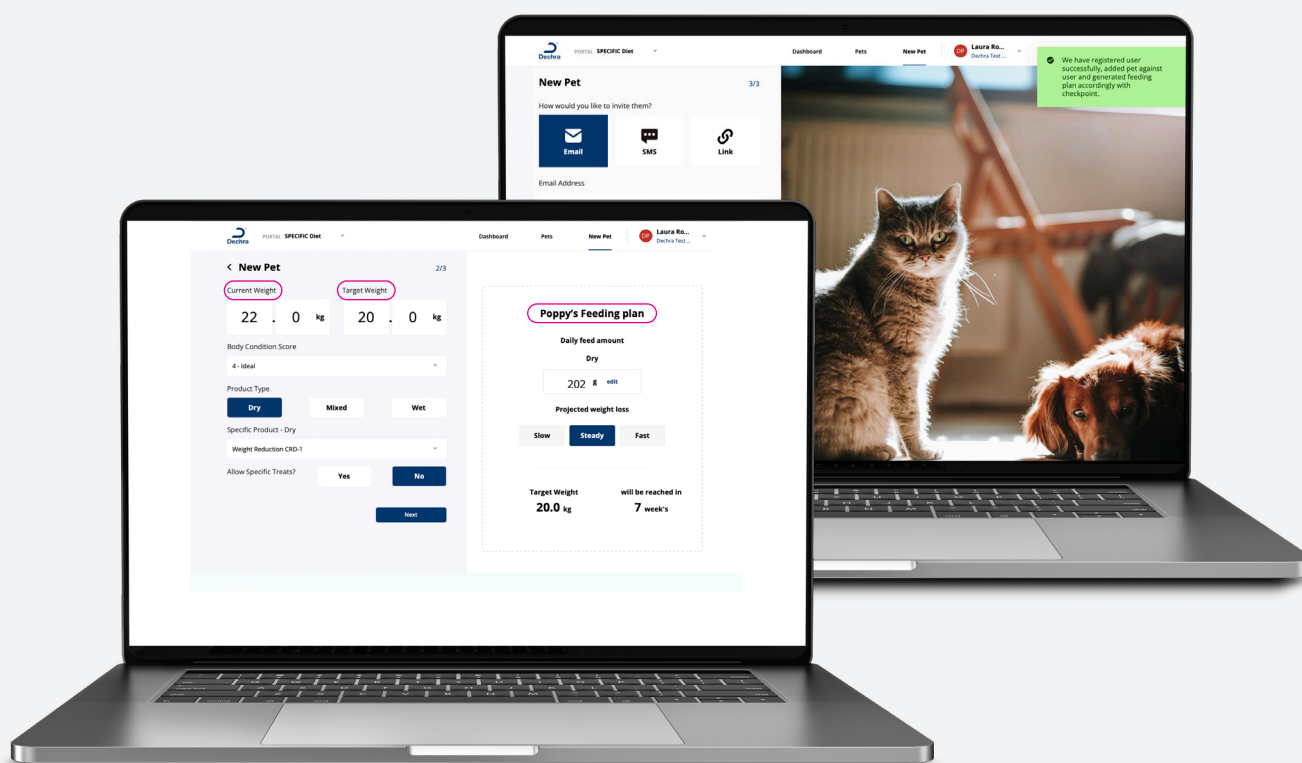 Dechra
PORTAL SPECIFIC Diet
Dashboard
Pets
New Pet
DP
Laura Ro...
Dechra Test ...
We have registered user
successfully, added pet against
user and generated feeding
plan accordingly with
checkpoint.
New Pet
3/3
How would you like to invite them?
Email
SMS
Link
Email Address
Dechra
PORTAL SPECIFIC Diet
Dashboard
Pets
New Pet
DP
Laura Ro...
Dechra Test ...
< New Pet
2/3
Current Weight
Target Weight
22 . 0 kg
20 . 0 kg
Body Condition Score
4 - Ideal
Product Type
Dry
Mixed
Wet
Specific Product - Dry
Weight Reduction CRD-1
Allow Specific Treats?
Yes
No
Next
Poppy's Feeding plan
Daily feed amount
Dry
202 g edit
Projected weight loss
Slow
Steady
Fast
Target Weight
20.0 kg
will be reached in
7 week's